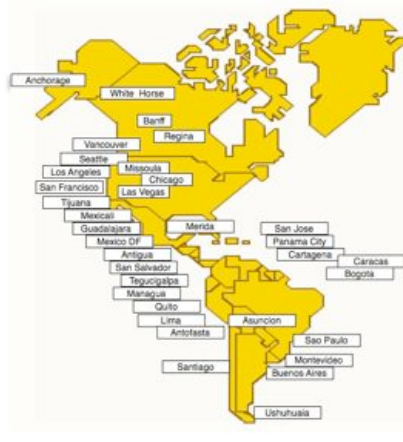 Anchorage
White Horse
Banff
Regina
Vancouver
Seattle
Missoula
Los Angeles
Chicago
San Francisco
Las Vegas
Tijuana
Mexicali
Merida
San Jose
Guadalajara
Panama City
Mexico DF
Cartagena
Antigua
Caracas
San Salvador
Bogota
Tegucigalpa
Managua
Quito
Lima
Asuncion
Antofasta
Sao Paulo
Montevideo
Santiago
Buenos Aires
Ushuhuaia